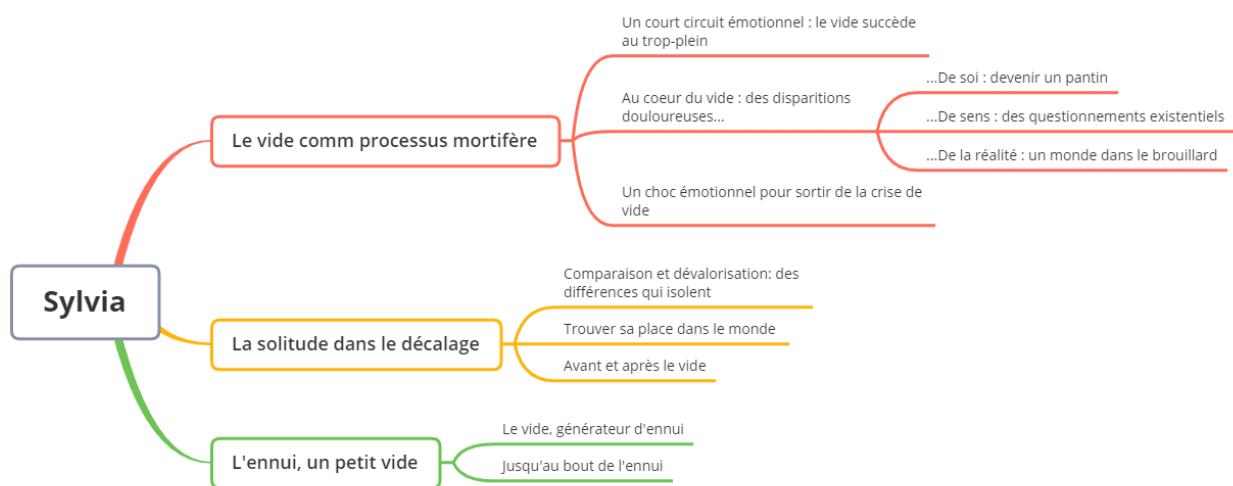 Sylvia
Le vide comm processus mortifère
Un court circuit émotionnel : le vide succède
au trop-plein
Au coeur du vide : des disparitions
douloureuses...
...De soi : devenir un pantin
...De sens : des questionnements existentiels
...De la réalité : un monde dans le brouillard
Un choc émotionnel pour sortir de la crise de
vide
La solitude dans le décalage
Comparaison et dévalorisation: des
différences qui isolent
Trouver sa place dans le monde
Avant et après le vide
L'ennui, un petit vide
Le vide, générateur d'ennui
Jusqu'au bout de l'ennui